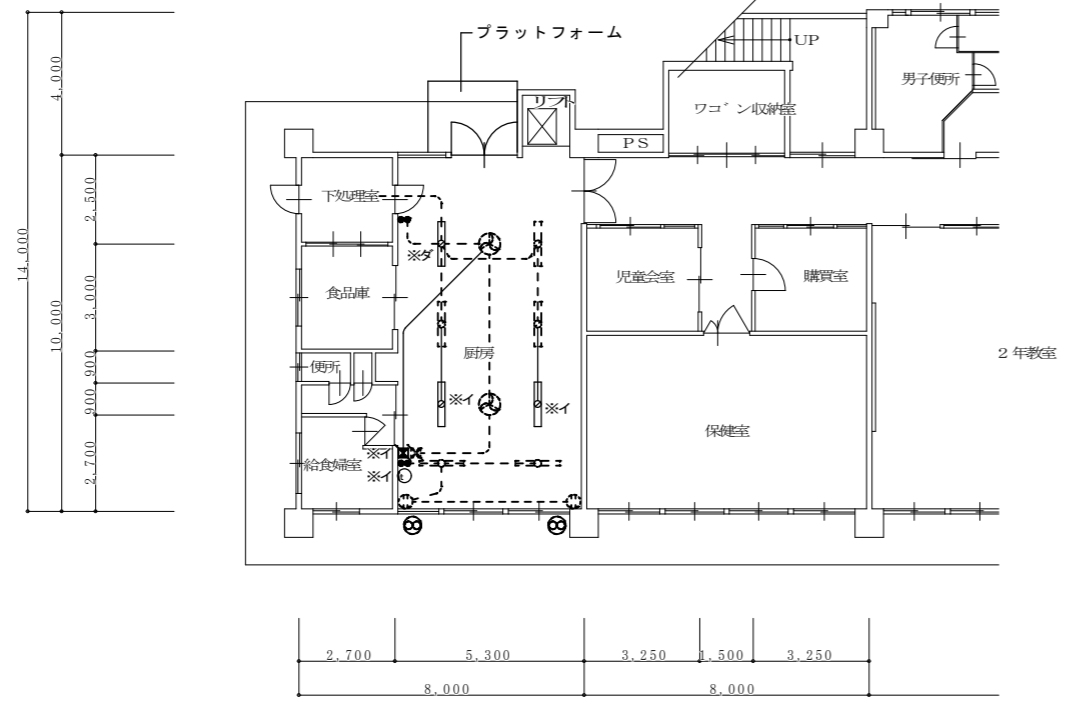 プラットフォーム
リフト
UP
男子便所
ワゴン収納室
PS
4,000
下処理室
2,500
※ダ
14,000
児童会室
購買室
食品庫
3,000
10,000
厨房
2年教室
便所
900
※イ
※イ
900
保健室
※イ
給食婦室
※イ
2,700
2,700
5,300
3,250
1,500
3,250
8,000
8,000